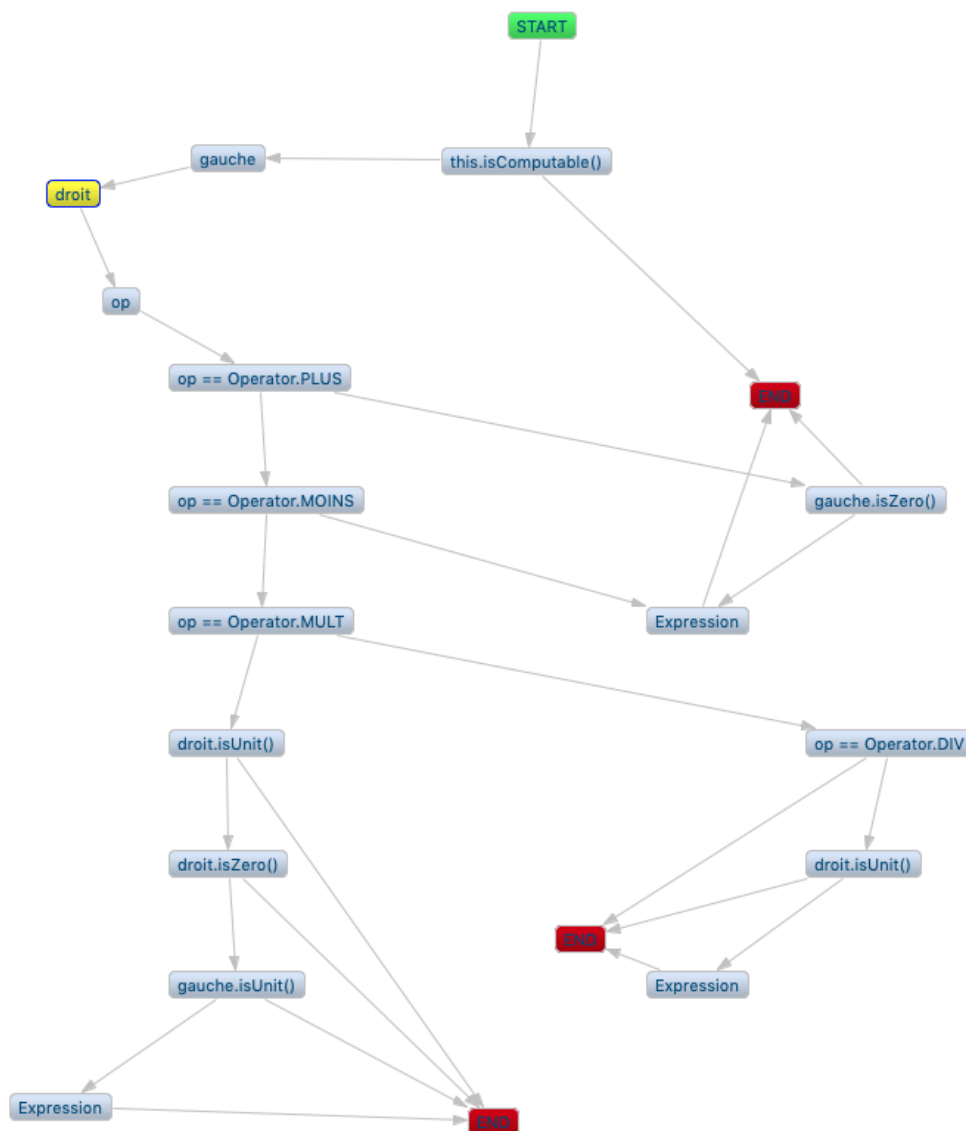 START
gauche
this.isComputable()
droit
op
op == Operator.PLUS
END
op == Operator.MOINS
gauche.isZero()
op == Operator.MULT
Expression
droit.isUnit()
op == Operator.DIV
droit.isZero()
droit.isUnit()
END
gauche.isUnit()
Expression
Expression
END